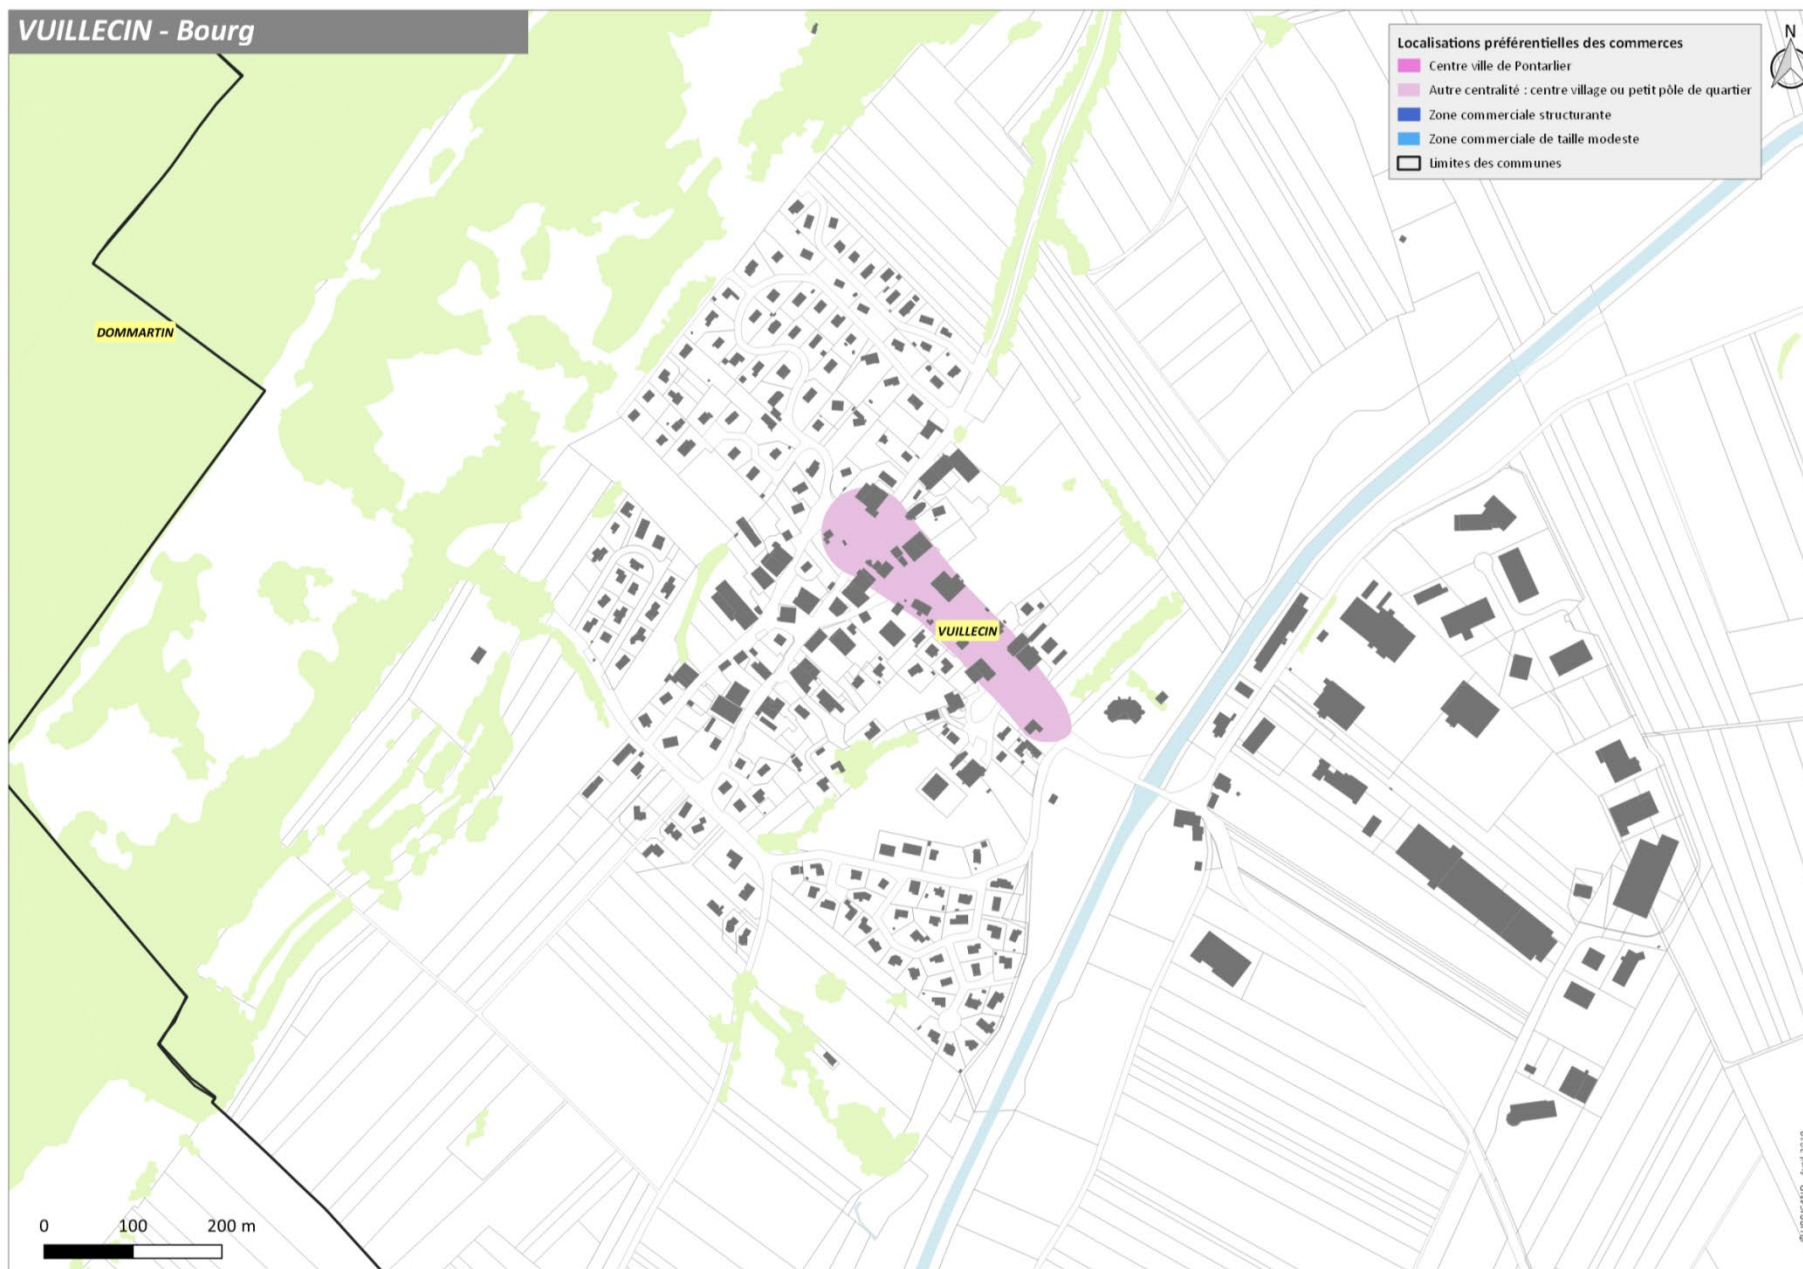 VUILLECIN - Bourg
Localisations préférentielles des commerces
Centre ville de Pontarlier
Autre centralité : centre village ou petit pôle de quartier
Zone commerciale structurante
Zone commerciale de taille modeste
Limites des communes
N
DOMMARTIN
VUILLECIN
0 100 200 m